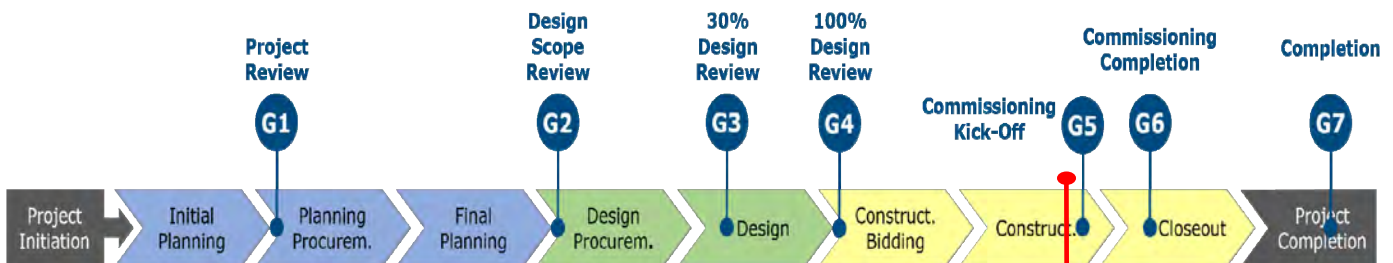 Project
Review
Design
Scope
Review
30%
Design
Review
100%
Design
Review
Commissioning
Kick-Off
Commissioning
Completion
Completion
G1
G2
G3
G4
G5
G6
G7
Project
Initiation
Initial
Planning
Planning
Procurem.
Final
Planning
Design
Procurem.
Design
Construct.
Bidding
Construct.
Closeout
Project
Completion